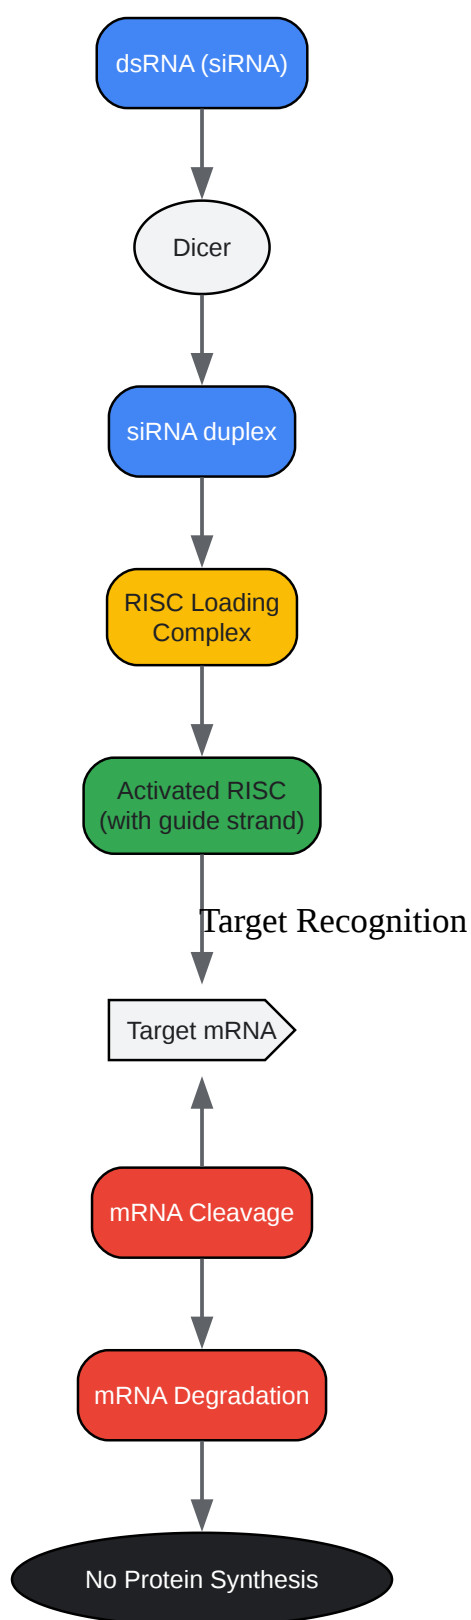 dsRNA (siRNA)
Dicer
siRNA duplex
RISC Loading
Complex
Activated RISC
(with guide strand)
Target Recognition
Target mRNA
mRNA Cleavage
mRNA Degradation
No Protein Synthesis